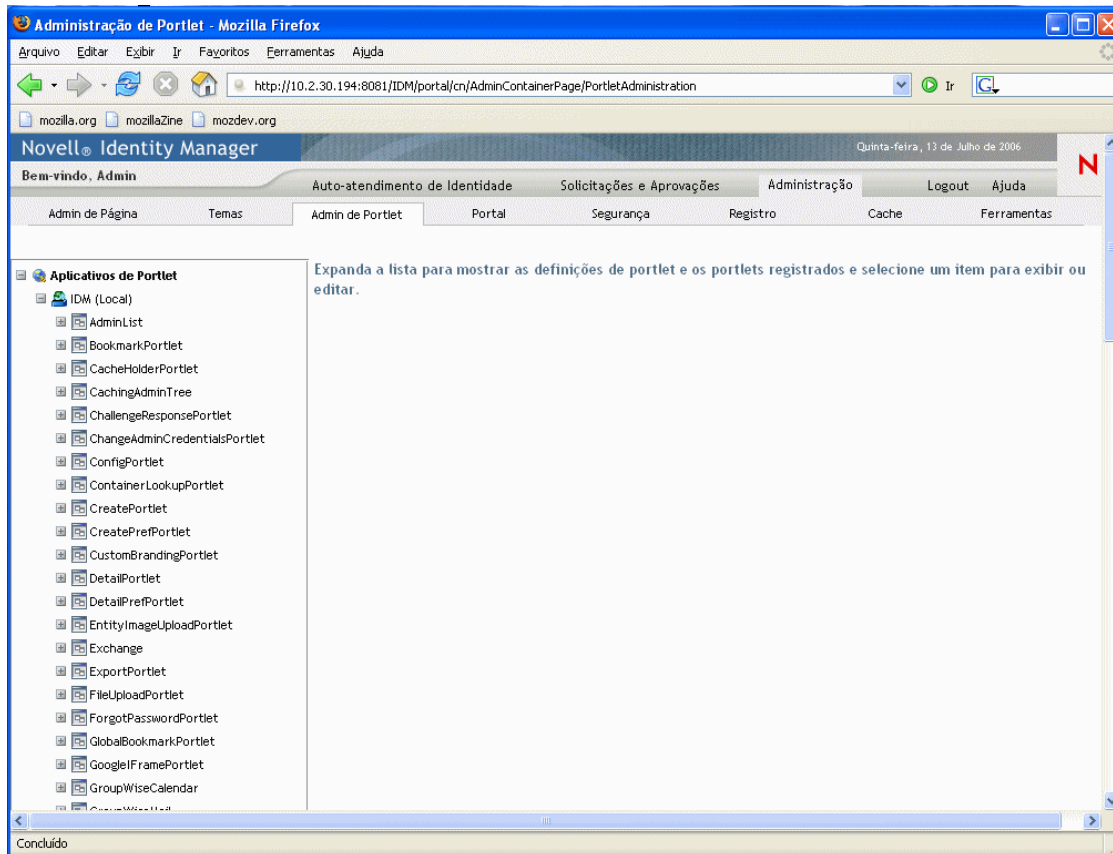 Administração de Portlet - Mozilla Firefox
Arquivo Editar Exibir Ir Favoritos Ferramentas Ajuda
http://10.2.30.194:8081/IDM/portal/cn/AdminContainerPage/PortletAdministration Ir G
mozilla.org mozillaZine mozdev.org
Novell® Identity Manager Quinta-feira, 13 de Julho de 2006
N
Bem-vindo, Admin
Auto-atendimento de Identidade Solicitações e Aprovações Administração Logout Ajuda
Admin de Página Temas Admin de Portlet Portal Segurança Registro Cache Ferramentas
Aplicativos de Portlet
IDM (Local)
AdminList
BookmarkPortlet
CacheHolderPortlet
CachingAdminTree
ChallengeResponsePortlet
ChangeAdminCredentialsPortlet
ConfigPortlet
ContainerLookupPortlet
CreatePortlet
CreatePrefPortlet
CustomBrandingPortlet
DetailPortlet
DetailPrefPortlet
EntityImageUploadPortlet
Exchange
ExportPortlet
FileUploadPortlet
ForgotPasswordPortlet
GlobalBookmarkPortlet
GoogleIFramePortlet
GroupWiseCalendar
Expanda a lista para mostrar as definições de portlet e os portlets registrados e selecione um item para exibir ou
editar.
Concluído